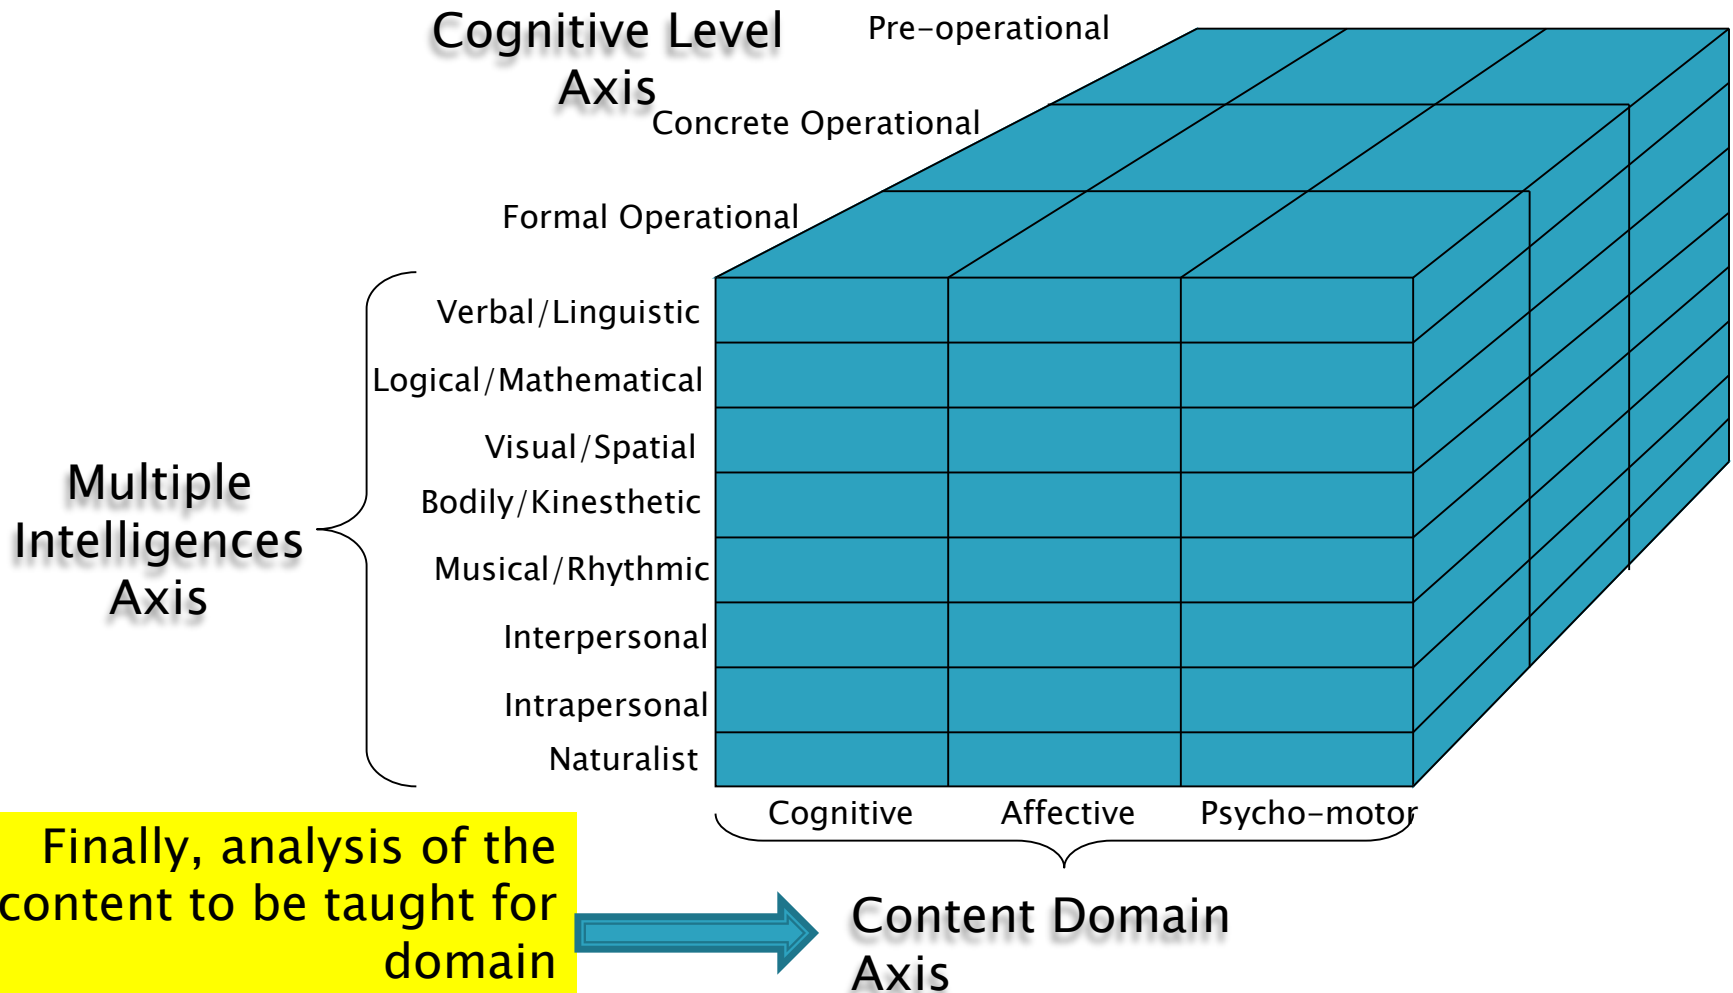 Cognitive Level
Axis
Pre-operational
Concrete Operational
Formal Operational
Verbal/Linguistic
Logical/Mathematical
Visual/Spatial
Bodily/Kinesthetic
Musical/Rhythmic
Interpersonal
Intrapersonal
Naturalist
Multiple
Intelligences
Axis
Cognitive
Affective
Psycho-motor
Finally, analysis of the
content to be taught for
domain
Content Domain
Axis